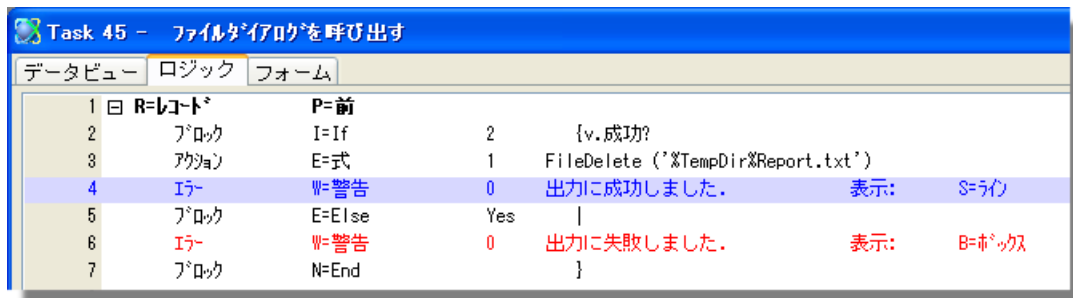 Task 45 - ﾌｧｲﾙﾀﾞｲｱﾛｸﾞを呼び出す
データビュー ロジック フォーム
1 R=ﾚｺｰﾄﾞ P=前
2 ﾌﾞﾛｯｸ I=If 2 {v.成功?
3 ｱｸｼｮﾝ E=式 1 FileDelete ('%TempDir%Report.txt')
4 ｴﾗｰ W=警告 0 出力に成功しました. 表示: S=ﾗｲﾝ
5 ﾌﾞﾛｯｸ E=Else Yes |
6 ｴﾗｰ W=警告 0 出力に失敗しました. 表示: B=ﾎﾞｯｸｽ
7 ﾌﾞﾛｯｸ N=End }